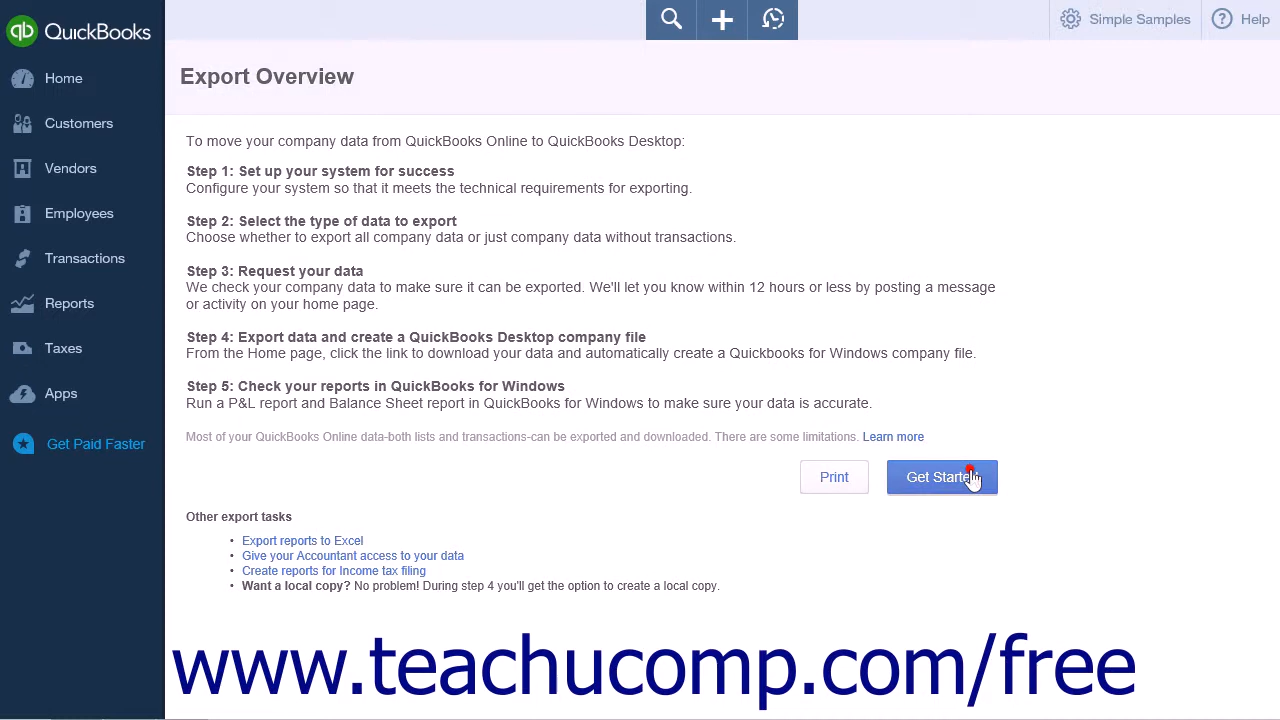 QuickBooks
Simple Samples
Help
Home
Customers
Vendors
Employees
Transactions
Reports
Taxes
Apps
Get Paid Faster
Export Overview
To move your company data from QuickBooks Online to QuickBooks Desktop:
Step 1: Set up your system for success
Configure your system so that it meets the technical requirements for exporting.
Step 2: Select the type of data to export
Choose whether to export all company data or just company data without transactions.
Step 3: Request your data
We check your company data to make sure it can be exported. We'll let you know within 12 hours or less by posting a message
or activity on your home page.
Step 4: Export data and create a QuickBooks Desktop company file
From the Home page, click the link to download your data and automatically create a Quickbooks for Windows company file.
Step 5: Check your reports in QuickBooks for Windows
Run a P&L report and Balance Sheet report in QuickBooks for Windows to make sure your data is accurate.
Most of your QuickBooks Online data-both lists and transactions-can be exported and downloaded. There are some limitations. Learn more
Print
Get Started
Other export tasks
• Export reports to Excel
• Give your Accountant access to your data
• Create reports for Income tax filing
• Want a local copy? No problem! During step 4 you'll get the option to create a local copy.
www.teachucomp.com/free